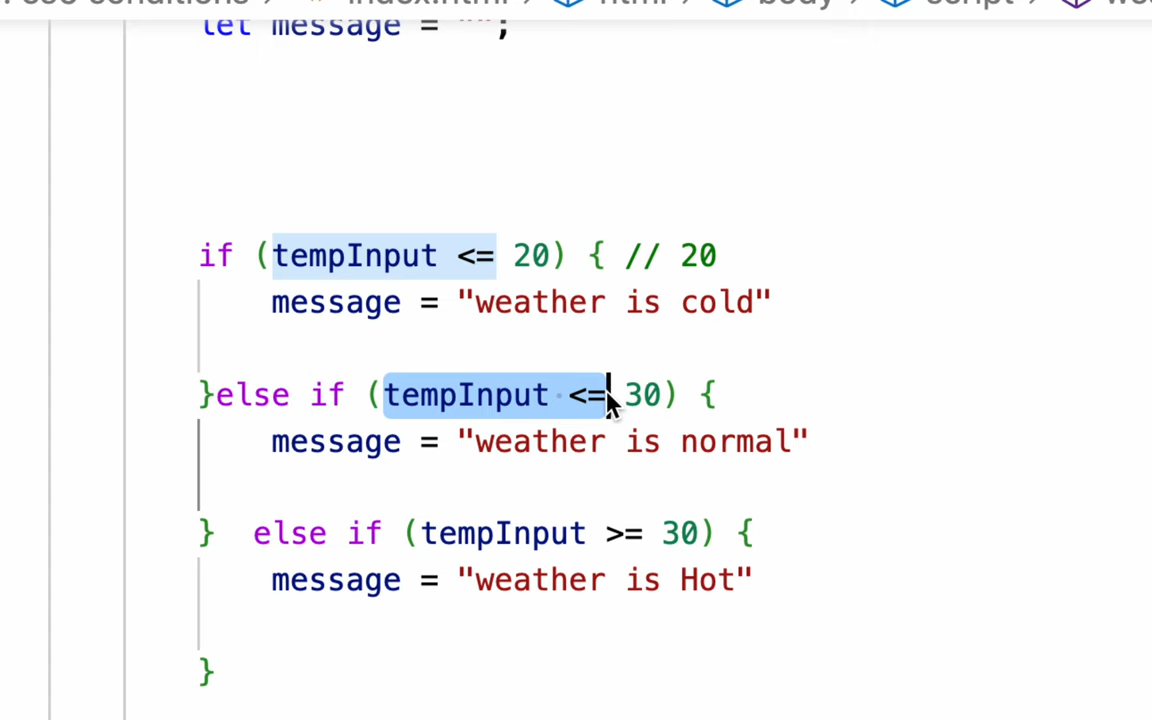 let message = "";
if (tempInput <= 20) { // 20
message = "weather is cold"
}else if (tempInput <= 30) {
message = "weather is normal"
} else if (tempInput >= 30) {
message = "weather is Hot"
}